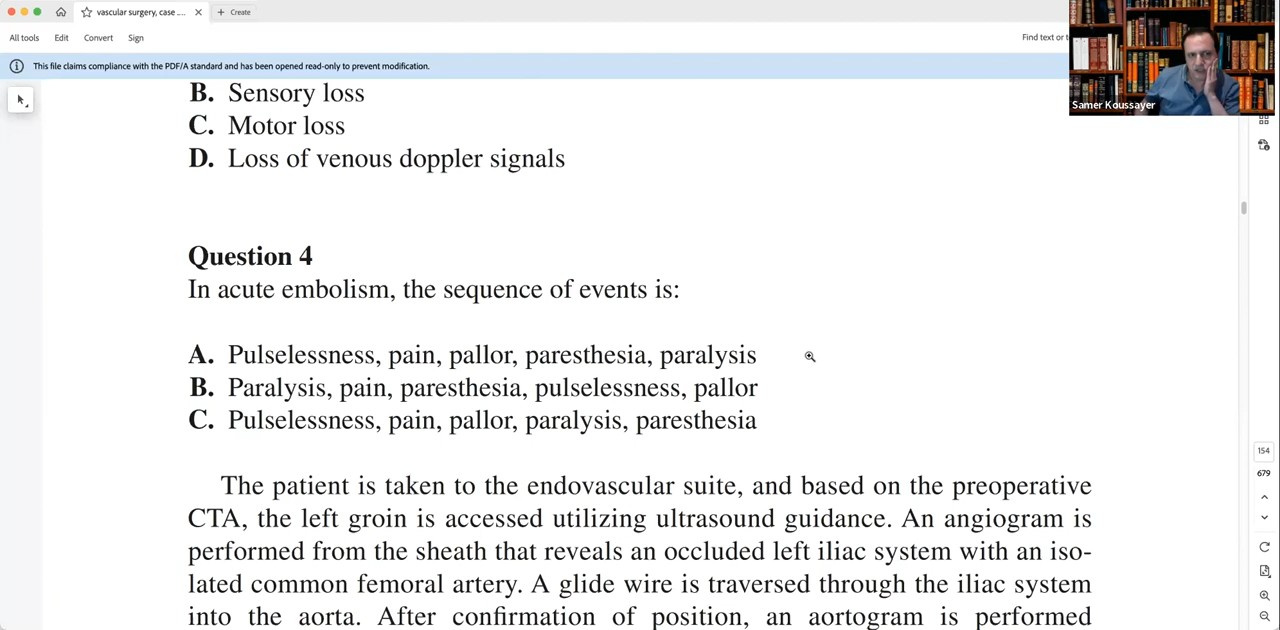 vascular surgery, case ....
Create
All tools Edit Convert Sign
Find text or t
This file claims compliance with the PDF/A standard and has been opened read-only to prevent modification.
Samer Koussayer
B. Sensory loss
C. Motor loss
D. Loss of venous doppler signals
Question 4
In acute embolism, the sequence of events is:
A. Pulselessness, pain, pallor, paresthesia, paralysis
B. Paralysis, pain, paresthesia, pulselessness, pallor
C. Pulselessness, pain, pallor, paralysis, paresthesia
The patient is taken to the endovascular suite, and based on the preoperative
CTA, the left groin is accessed utilizing ultrasound guidance. An angiogram is
performed from the sheath that reveals an occluded left iliac system with an iso-
lated common femoral artery. A glide wire is traversed through the iliac system
into the aorta. After confirmation of position, an aortogram is performed
154
679